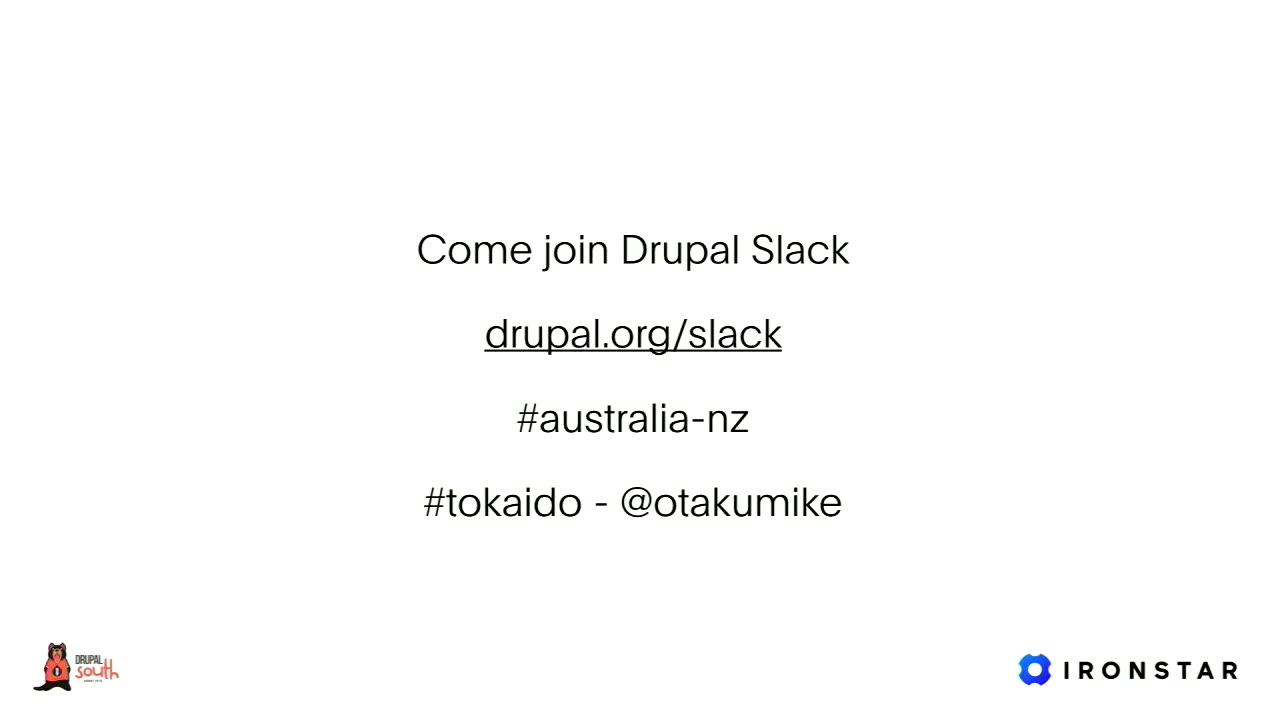 Come join Drupal Slack
drupal.org/slack
#australia-nz
#tokaido - @otakumike
DRUPAL
south
IRONSTAR